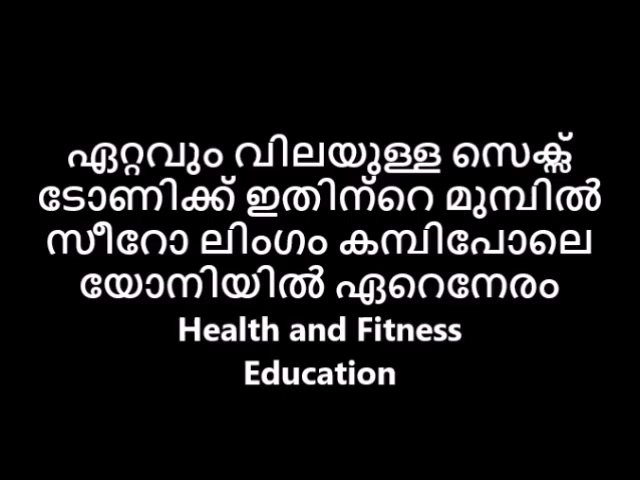 ഏറ്റവും വിലയുള്ള സെക്സ്
ടോണിക്ക് ഇതിന്റെ മുമ്പിൽ
സീറോ ലിംഗം കമ്പിപോലെ
യോനിയിൽ ഏറെനേരം
Health and Fitness
Education